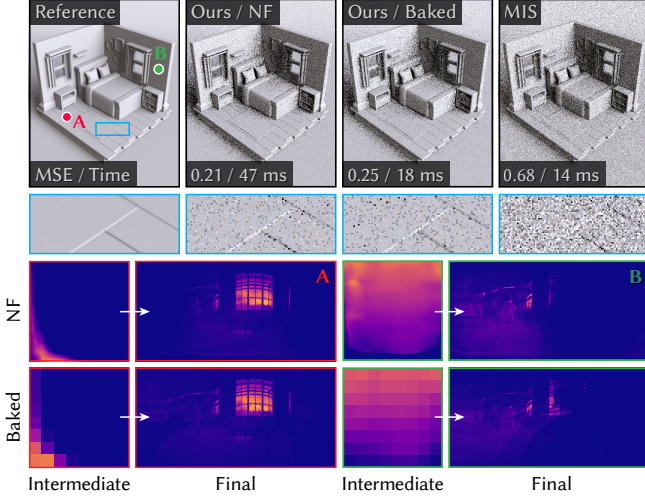 Reference
Ours / NF
Ours / Baked
MIS
B
A
MSE / Time
0.21 / 47 ms
0.25 / 18 ms
0.68 / 14 ms
NF
A
B
Baked
Intermediate
Final
Intermediate
Final